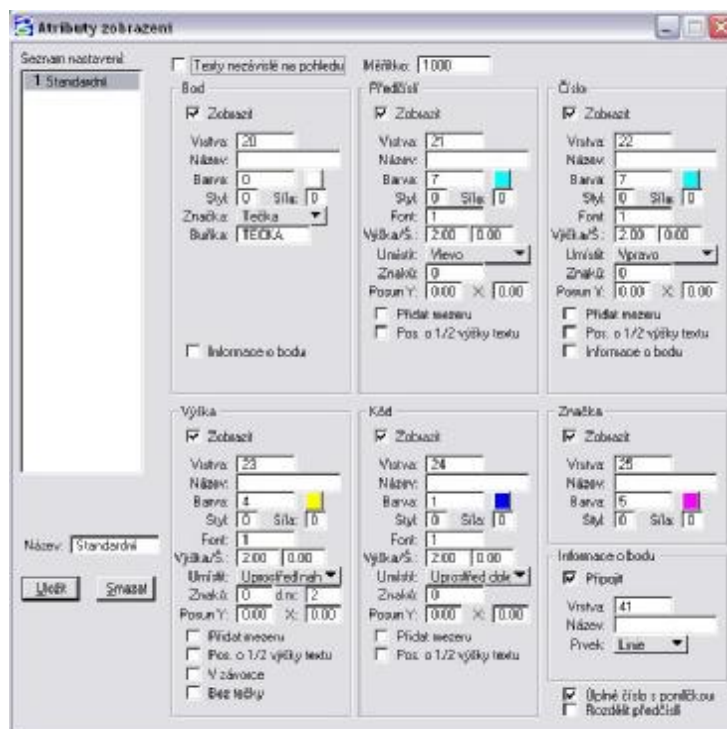 Atributy zobrazení
Seznam nastavení
1 Standardní
Název: Standardní
Uložit Smazat
Texty nezávislé na pohledu Měřítko: 1000
Bod
Zobrazit
Vrstva: 20
Název:
Barva: 0
Styl: 0 Síla: 0
Značka: Tečka
Buňka: TECKA
Informace o bodu
Předčíslí
Zobrazit
Vrstva: 21
Název:
Barva: 7
Styl: 0 Síla: 0
Font: 1
Výška/Š.: 2.00 0.00
Umístit: Vlevo
Znaků: 0
Posun Y: 0.00 X: 0.00
Přidat mezeru
Pos. o 1/2 výšky textu
Číslo
Zobrazit
Vrstva: 22
Název:
Barva: 7
Styl: 0 Síla: 0
Font: 1
Výška/Š.: 2.00 0.00
Umístit: Vpravo
Znaků: 0
Posun Y: 0.00 X: 0.00
Přidat mezeru
Pos. o 1/2 výšky textu
Informace o bodu
Výška
Zobrazit
Vrstva: 23
Název:
Barva: 4
Styl: 0 Síla: 0
Font: 1
Výška/Š.: 2.00 0.00
Umístit: Uprostřed nah
Znaků: 0 d.m: 2
Posun Y: 0.00 X: 0.00
Přidat mezeru
Pos. o 1/2 výšky textu
V závorce
Bez tečky
Kód
Zobrazit
Vrstva: 24
Název:
Barva: 1
Styl: 0 Síla: 0
Font: 1
Výška/Š.: 2.00 0.00
Umístit: Uprostřed dole
Znaků: 0
Posun Y: 0.00 X: 0.00
Přidat mezeru
Pos. o 1/2 výšky textu
Značka
Zobrazit
Vrstva: 25
Název:
Barva: 5
Styl: 0 Síla: 0
Informace o bodu
Připojit
Vrstva: 41
Název:
Prvek: Linie
Úplné číslo s pomlčkou
Rozdělit předčíslí